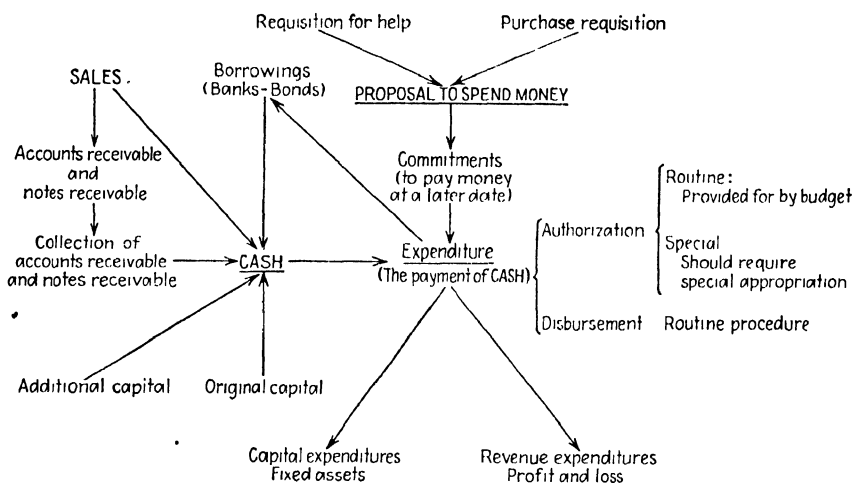 Requisition for help
Purchase requisition
SALES.
Borrowings
(Banks-Bonds)
PROPOSAL TO SPEND MONEY
Accounts receivable
and
notes receivable
Commitments
(to pay money
at a later date)
Routine:
Provided for by budget
Authorization
Special
Should require
special appropriation
Collection of
accounts receivable
and notes receivable
CASH
Expenditure
(The payment of CASH)
Disbursement
Routine procedure
Additional capital
Original capital
Capital expenditures
Fixed assets
Revenue expenditures
Profit and loss